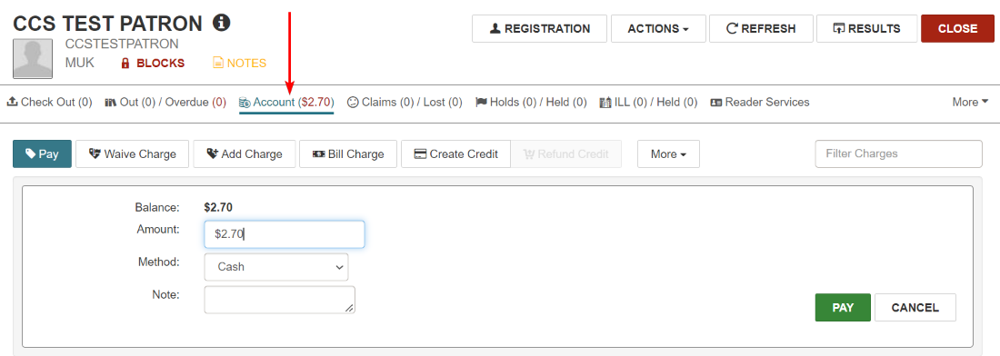 CCS TEST PATRON
REGISTRATION ACTIONS REFRESH RESULTS CLOSE
CCSTESTPATRON
MUK BLOCKS NOTES
Check Out (0) Out (0) / Overdue (0) Account ($2.70) Claims (0) / Lost (0) Holds (0) / Held (0) ILL (0) / Held (0) Reader Services More
Pay Waive Charge Add Charge Bill Charge Create Credit Refund Credit More Filter Charges
Balance: $2.70
Amount: $2.70
Method: Cash
Note:
PAY CANCEL